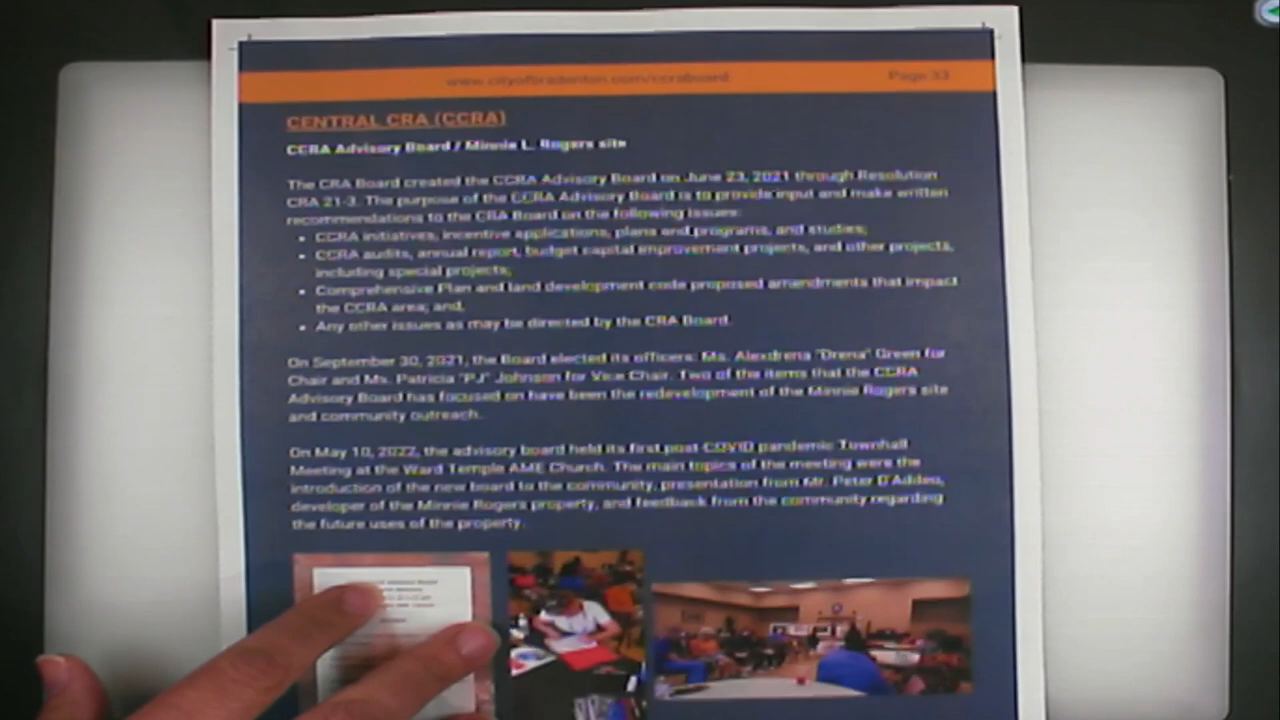 www.cityofbradenton.com/ccraboard Page 33
CENTRAL CRA (CCRA)
CCRA Advisory Board / Minnie L. Rogers site
The CRA Board created the CCRA Advisory Board on June 23, 2021 through Resolution
CRA 21-3. The purpose of the CCRA Advisory Board is to provide input and make written
recommendations to the CRA Board on the following issues:
• CCRA initiatives, incentive applications, plans and programs, and studies;
• CCRA audits, annual report, budget capital improvement projects, and other projects,
including special projects;
• Comprehensive Plan and land development code proposed amendments that impact
the CCRA area; and,
• Any other issues as may be directed by the CRA Board.
On September 30, 2021, the Board elected its officers: Ms. Alexdrena "Drena" Green for
Chair and Ms. Patricia "PJ" Johnson for Vice Chair. Two of the items that the CCRA
Advisory Board has focused on have been the redevelopment of the Minnie Rogers site
and community outreach.
On May 10, 2022, the advisory board held its first post COVID pandemic Townhall
Meeting at the Ward Temple AME Church. The main topics of the meeting were the
introduction of the new board to the community, presentation from Mr. Peter D'Addeo,
developer of the Minnie Rogers property, and feedback from the community regarding
the future uses of the property.